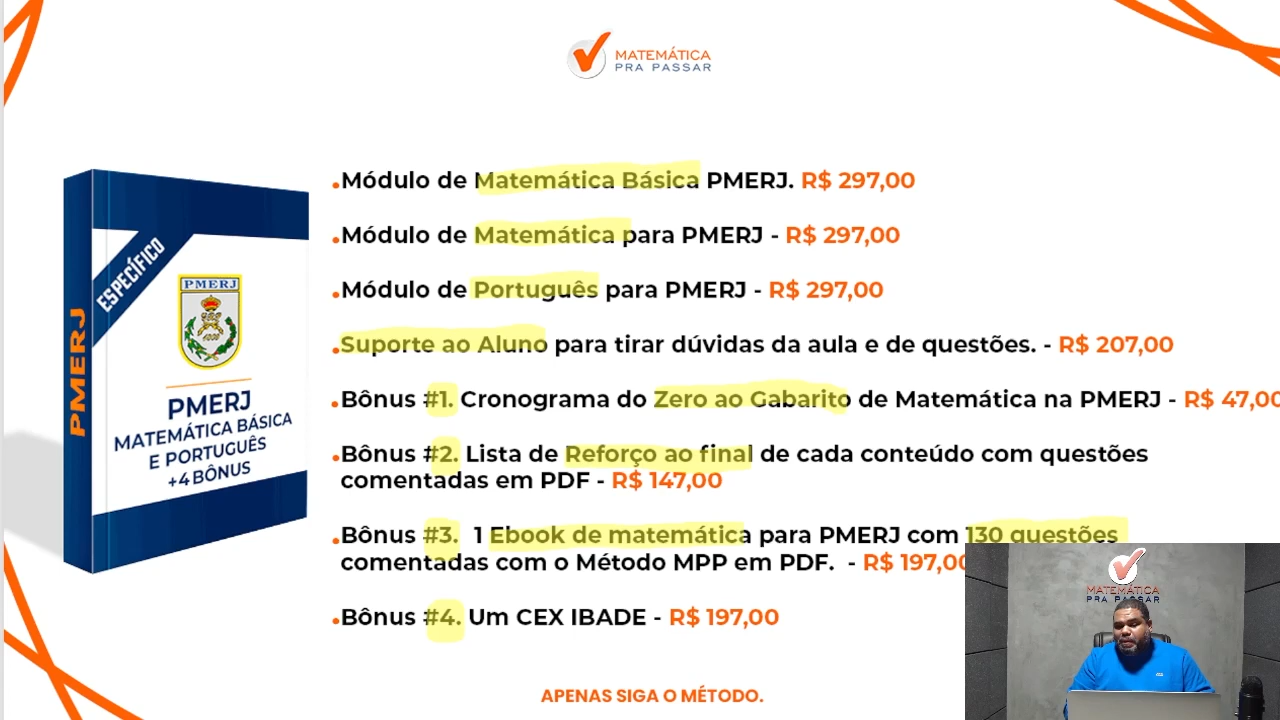 MATEMÁTICA
PRA PASSAR
.Módulo de Matemática Básica PMERJ. R$ 297,00
.Módulo de Matemática para PMERJ - R$ 297,00
.Módulo de Português para PMERJ - R$ 297,00
.Suporte ao Aluno para tirar dúvidas da aula e de questões. - R$ 207,00
.Bônus #1. Cronograma do Zero ao Gabarito de Matemática na PMERJ - R$ 47,00
.Bônus #2. Lista de Reforço ao final de cada conteúdo com questões
comentadas em PDF - R$ 147,00
.Bônus #3. 1 Ebook de matemática para PMERJ com 130 questões
comentadas com o Método MPP em PDF. - R$ 197,00
.Bônus #4. Um CEX IBADE - R$ 197,00
APENAS SIGA O MÉTODO.
PMERJ
ESPECÍFICO
PMERJ
PMERJ
MATEMÁTICA BÁSICA
E PORTUGUÊS
+4 BÔNUS
MATEMÁTICA
PRA PASSAR